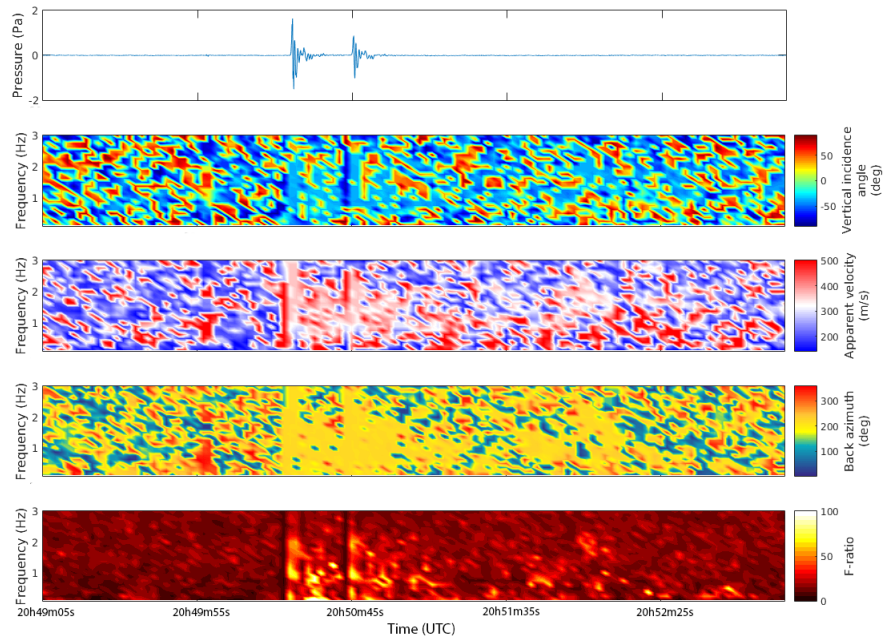 2
0
-2
Pressure (Pa)
3
2
1
Frequency (Hz)
50
0
-50
Vertical incidence
angle
(deg)
3
2
1
Frequency (Hz)
500
400
300
200
Apparent velocity
(m/s)
3
2
1
Frequency (Hz)
300
200
100
Back azimuth
(deg)
3
2
1
Frequency (Hz)
100
50
0
F-ratio
20h49m05s 20h49m55s 20h50m45s 20h51m35s 20h52m25s
Time (UTC)